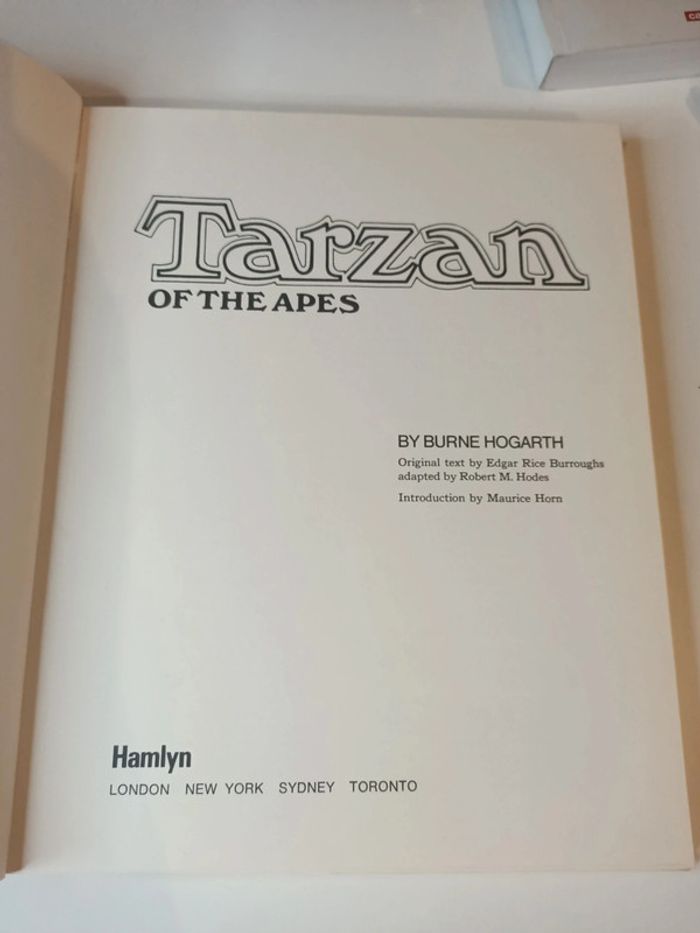 Tarzan
OF THE APES
BY BURNE HOGARTH
Original text by Edgar Rice Burroughs
adapted by Robert M. Hodes
Introduction by Maurice Horn
Hamlyn
LONDON NEW YORK SYDNEY TORONTO